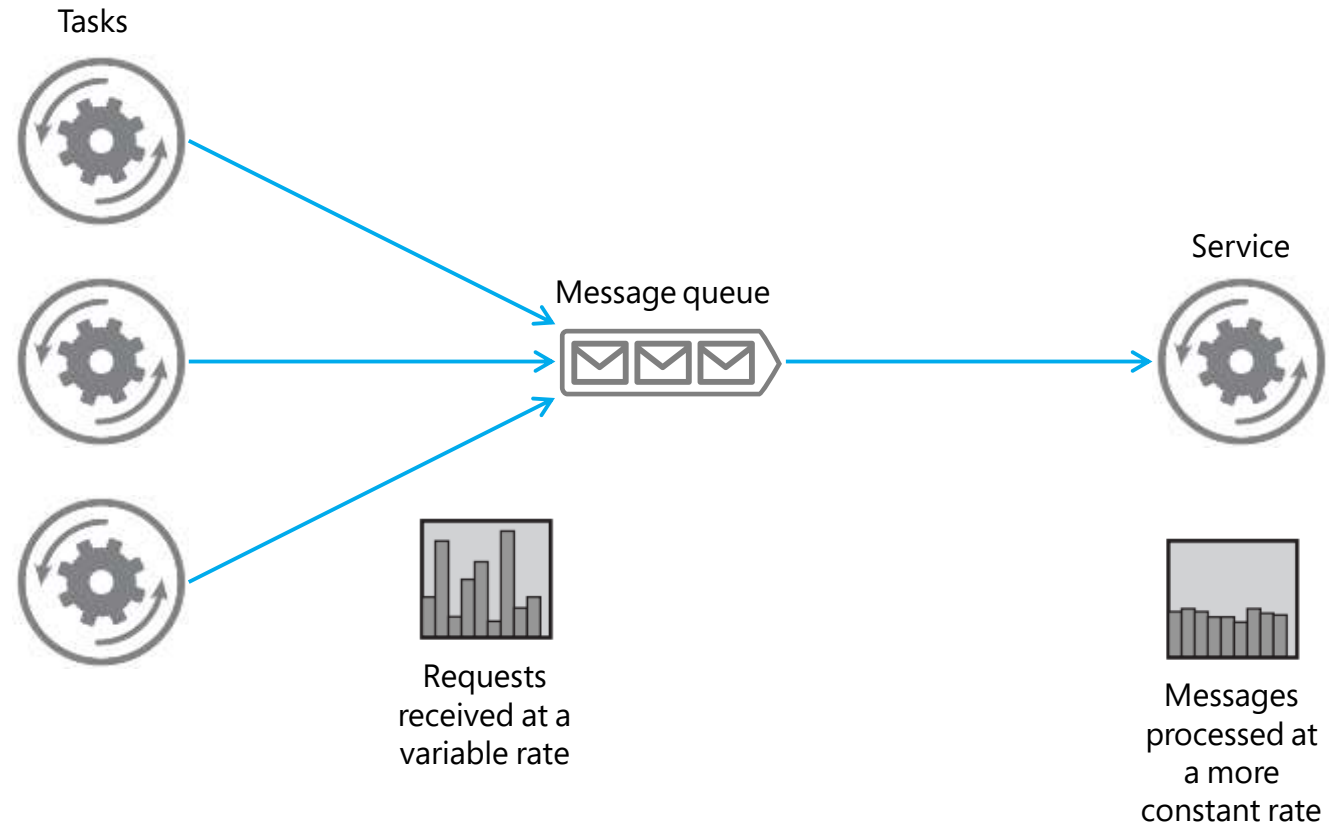 Tasks
Service
Message queue
Requests
received at a
variable rate
Messages
processed at
a more
constant rate